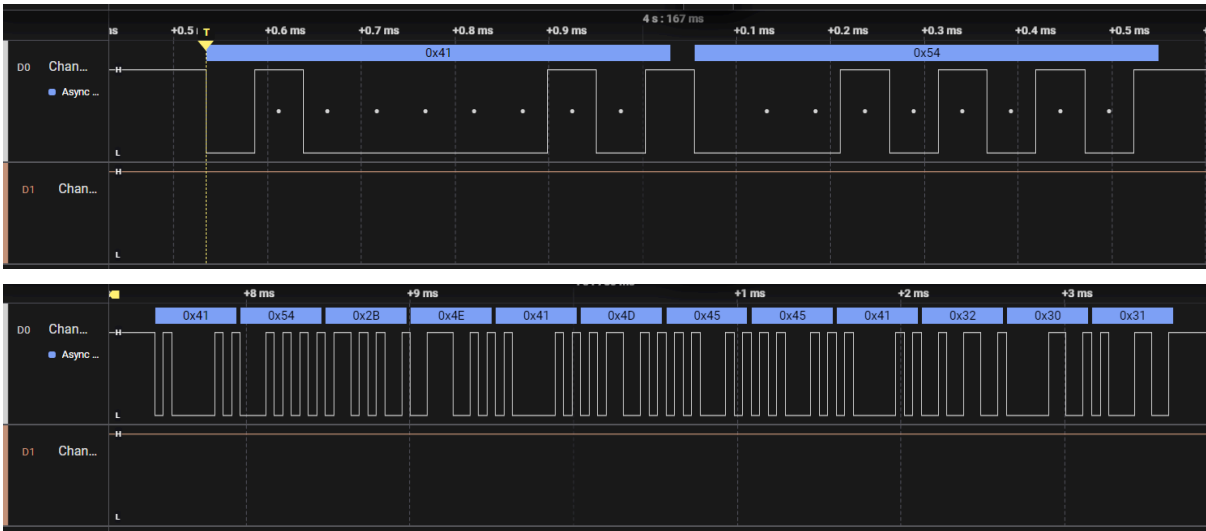 4 s : 167 ms
+0.5 T +0.6 ms +0.7 ms +0.8 ms +0.9 ms +0.1 ms +0.2 ms +0.3 ms +0.4 ms +0.5 ms
0x41 0x54
D0 Chan... H
Async ...
L
D1 Chan... H
L
+8 ms +9 ms +1 ms +2 ms +3 ms
0x41 0x54 0x2B 0x4E 0x41 0x4D 0x45 0x45 0x41 0x32 0x30 0x31
D0 Chan... H
Async ...
L
D1 Chan... H
L